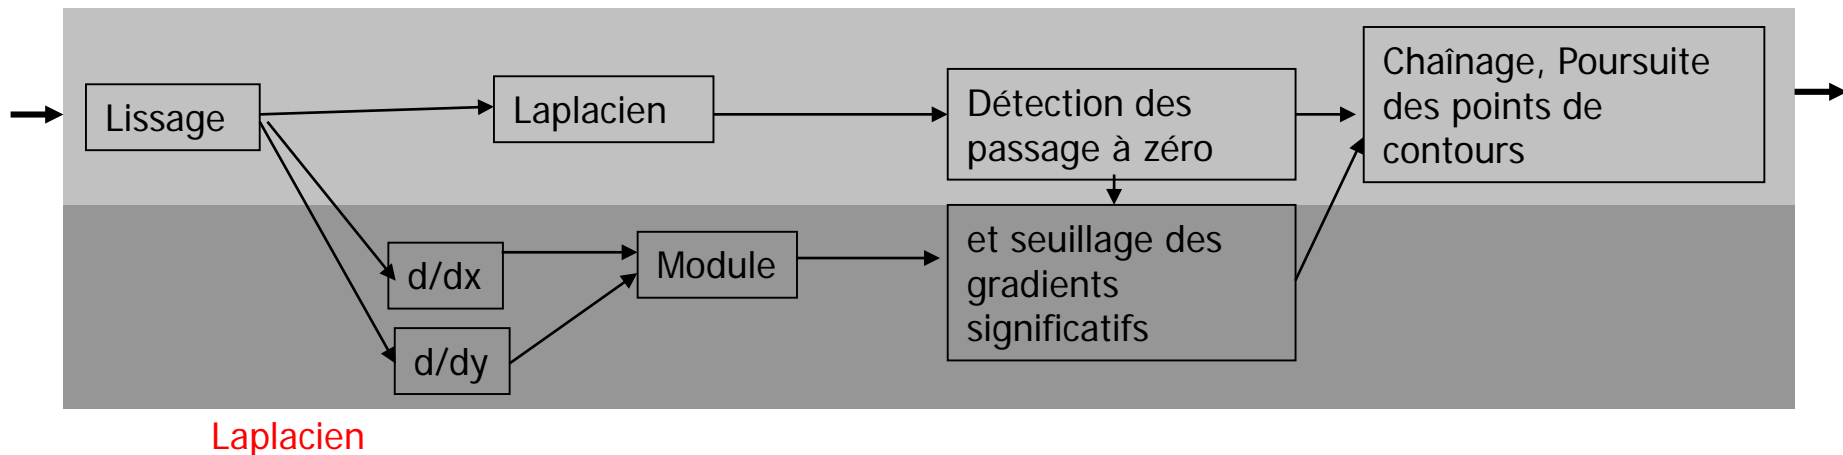 Lissage
Laplacien
Détection des
passage à zéro
Chaînage, Poursuite
des points de
contours
d/dx
d/dy
Module
et seuillage des
gradients
significatifs
Laplacien